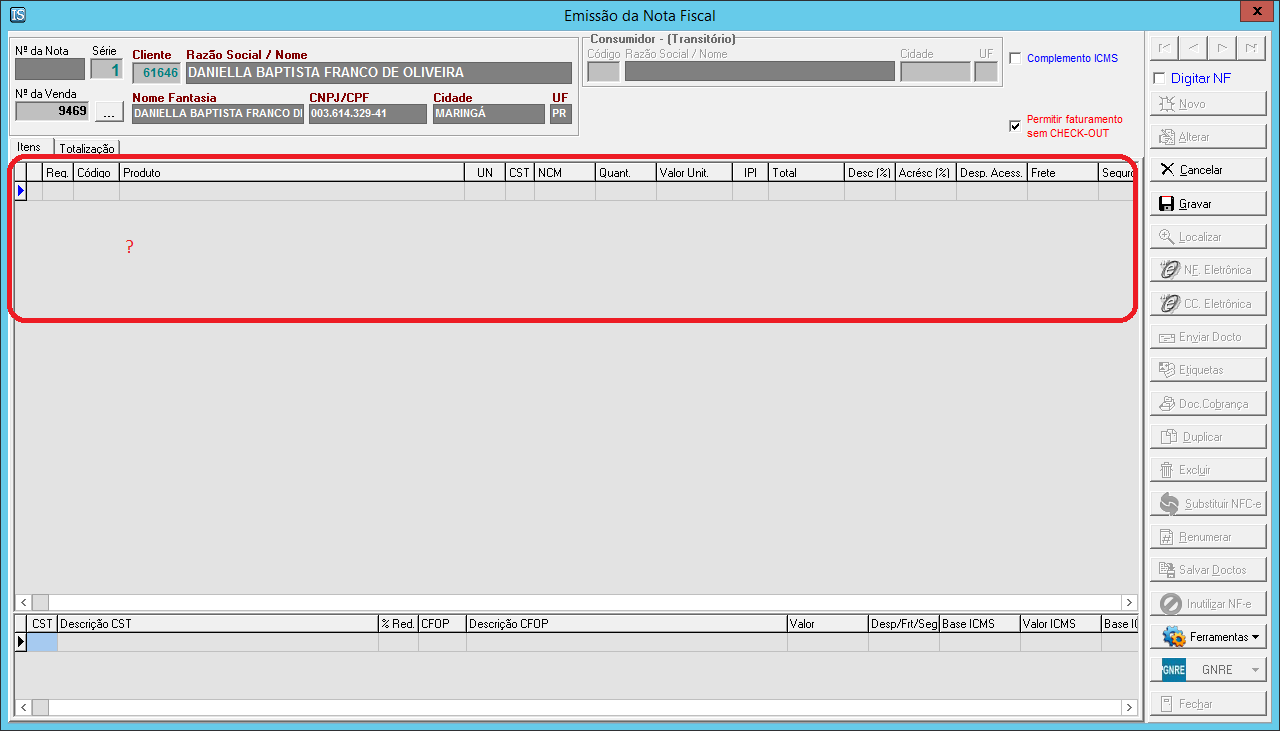 IS
Emissão da Nota Fiscal
x
Nº da Nota
Série
1
Cliente
61646
Razão Social / Nome
DANIELLA BAPTISTA FRANCO DE OLIVEIRA
Nº da Venda
9469
...
Nome Fantasia
DANIELLA BAPTISTA FRANCO DI
CNPJ/CPF
003.614.329-41
Cidade
MARINGÁ
UF
PR
Consumidor - (Transitório)
Código
Razão Social / Nome
Cidade
UF
Complemento ICMS
Permitir faturamento
sem CHECK-OUT
Itens
Totalização
Req.
Código
Produto
UN
CST
NCM
Quant.
Valor Unit.
IPI
Total
Desc (%)
Acrésc (%)
Desp. Acess.
Frete
Seguro
?
CST
Descrição CST
% Red.
CFOP
Descrição CFOP
Valor
Desp/Frt/Seg
Base ICMS
Valor ICMS
Base IC
Digitar NF
Novo
Alterar
Cancelar
Gravar
Localizar
NF. Eletrônica
CC. Eletrônica
Enviar Docto
Etiquetas
Doc.Cobrança
Duplicar
Excluir
Substituir NFC-e
Renumerar
Salvar Doctos
Inutilizar NF-e
Ferramentas
GNRE
GNRE
Fechar